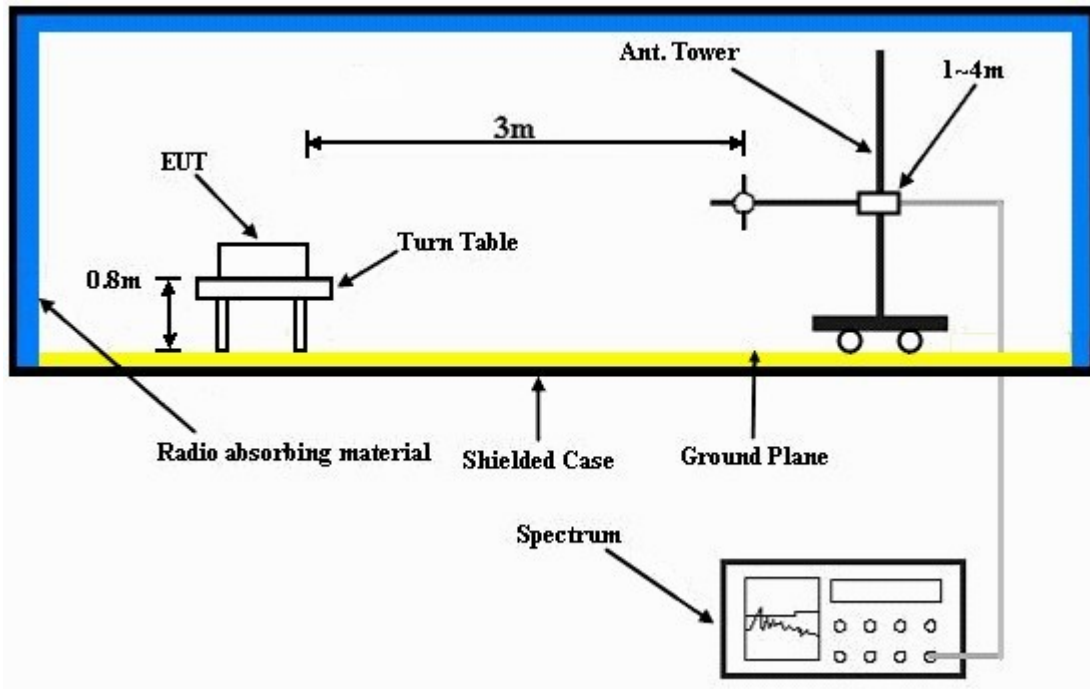 Ant. Tower
1~4m
3m
EUT
Turn Table
0.8m
Radio absorbing material
Shielded Case
Ground Plane
Spectrum